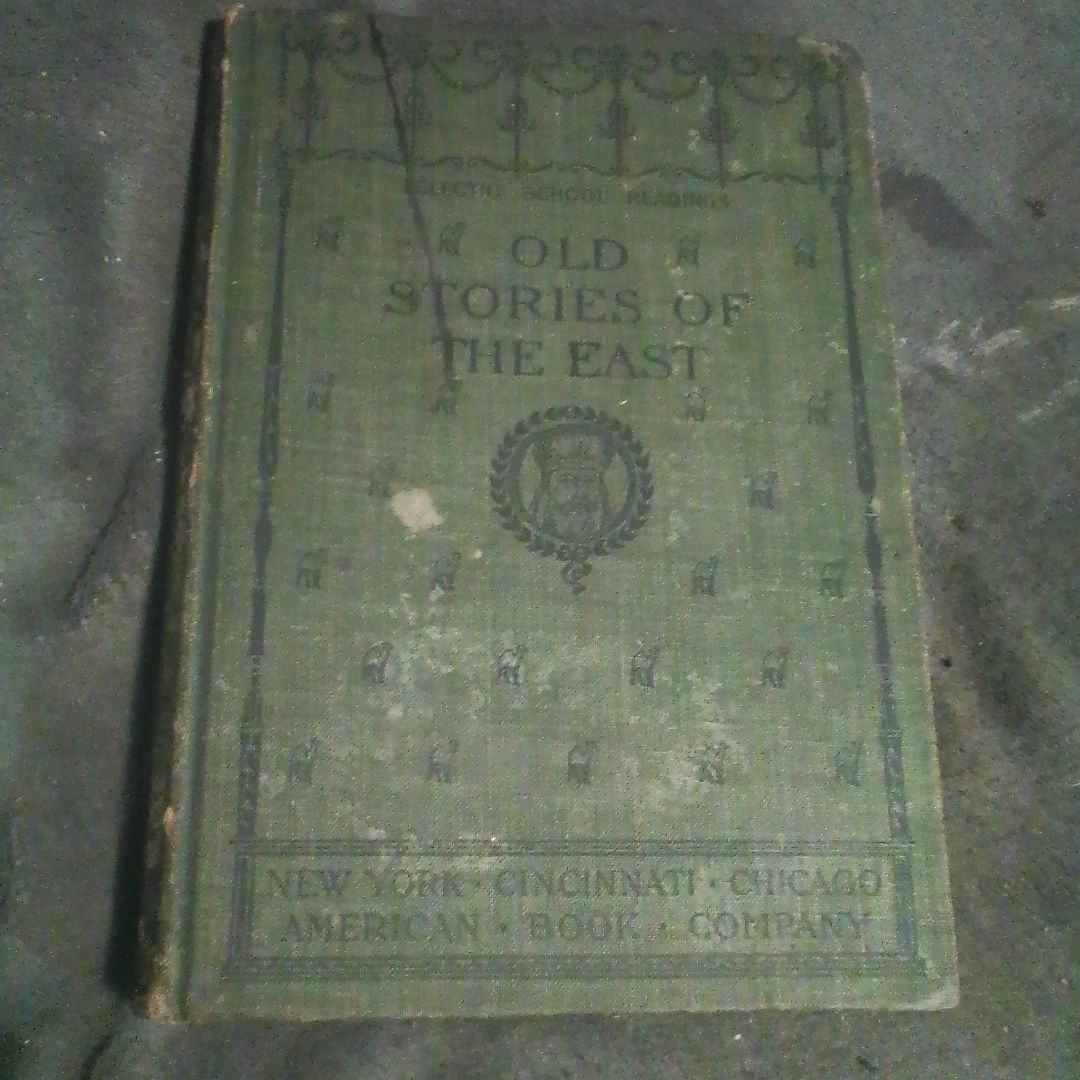 ECLECTIC SCHOOL READINGS
OLD
STORIES OF
THE EAST
NEW YORK · CINCINNATI · CHICAGO
AMERICAN · BOOK · COMPANY